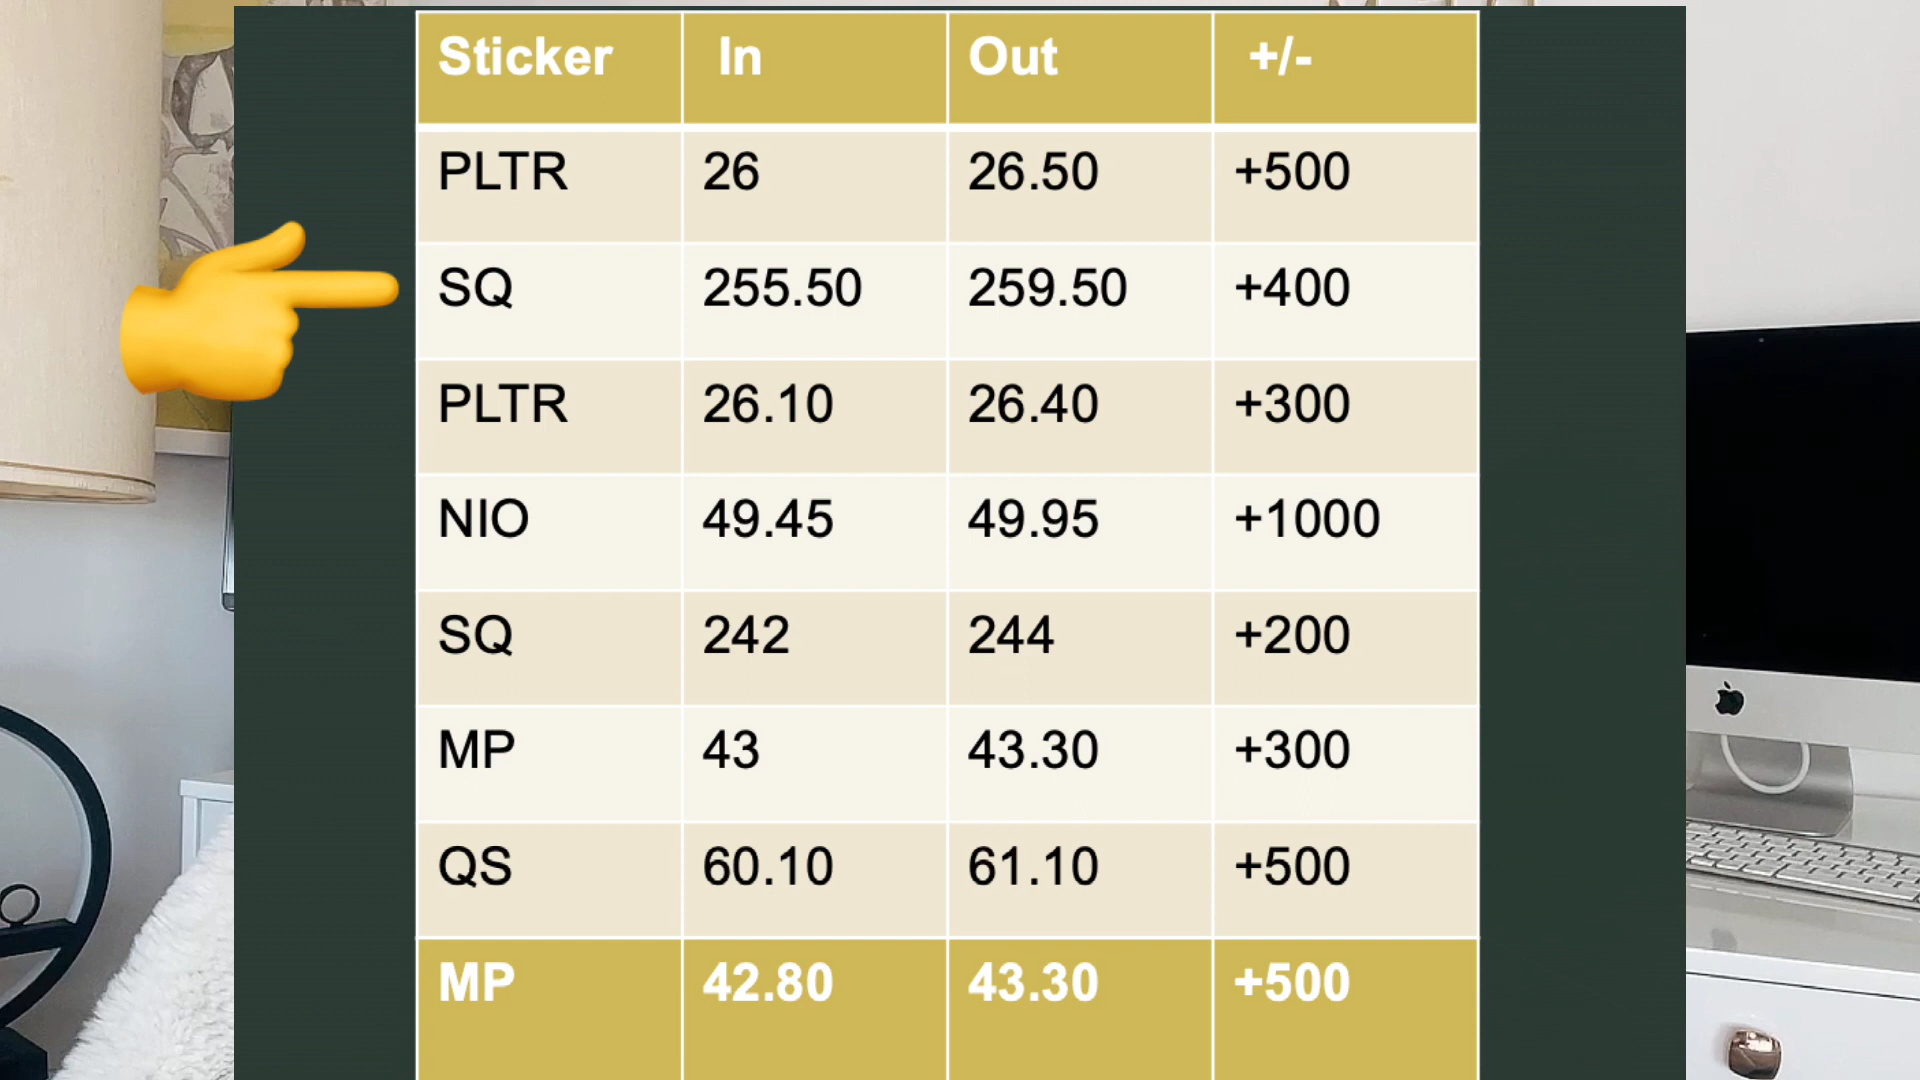 Sticker In Out +/-
PLTR 26 26.50 +500
SQ 255.50 259.50 +400
PLTR 26.10 26.40 +300
NIO 49.45 49.95 +1000
SQ 242 244 +200
MP 43 43.30 +300
QS 60.10 61.10 +500
MP 42.80 43.30 +500